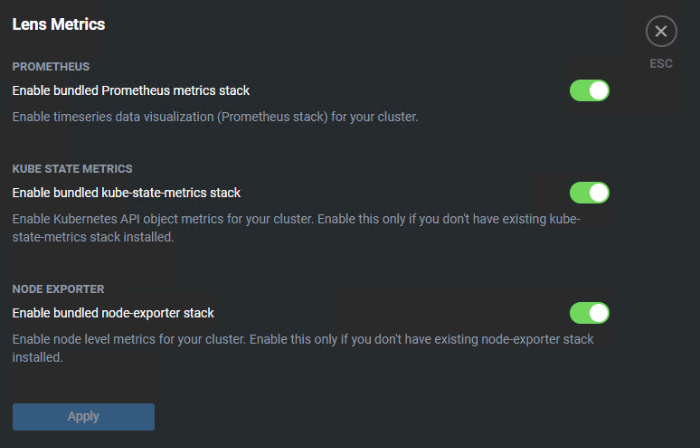 Lens Metrics
ESC
PROMETHEUS
Enable bundled Prometheus metrics stack
Enable timeseries data visualization (Prometheus stack) for your cluster.
KUBE STATE METRICS
Enable bundled kube-state-metrics stack
Enable Kubernetes API object metrics for your cluster. Enable this only if you don't have existing kube-
state-metrics stack installed.
NODE EXPORTER
Enable bundled node-exporter stack
Enable node level metrics for your cluster. Enable this only if you don't have existing node-exporter stack
installed.
Apply